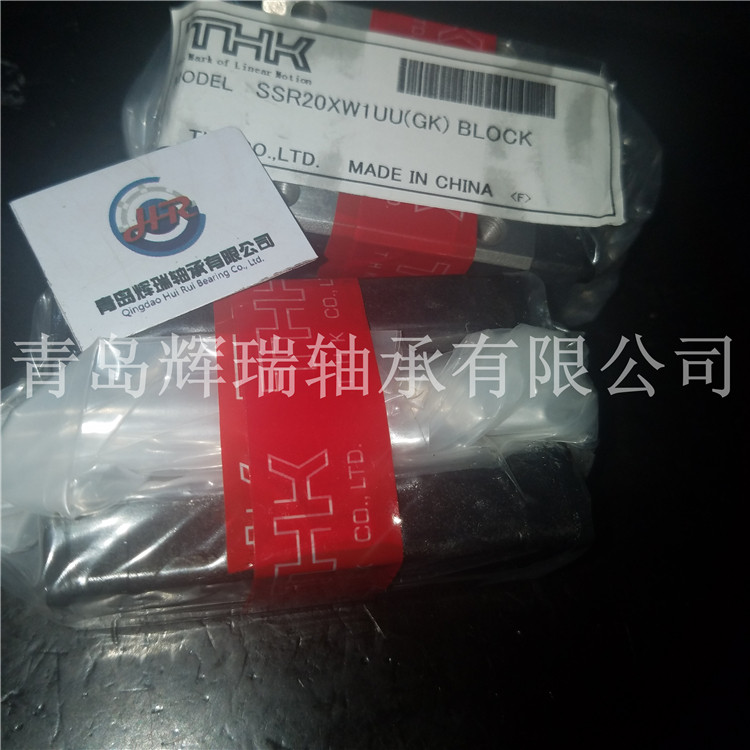 THK
Mark of Linear Motion
MODEL SSR20XW1UU(GK) BLOCK
CO.,LTD. MADE IN CHINA <F>
HR
青岛辉瑞轴承有限公司
Qingdao Hui Rui Bearing Co., Ltd.
THK CO., LTD.
青岛辉瑞轴承有限公司
THK CO., LTD.